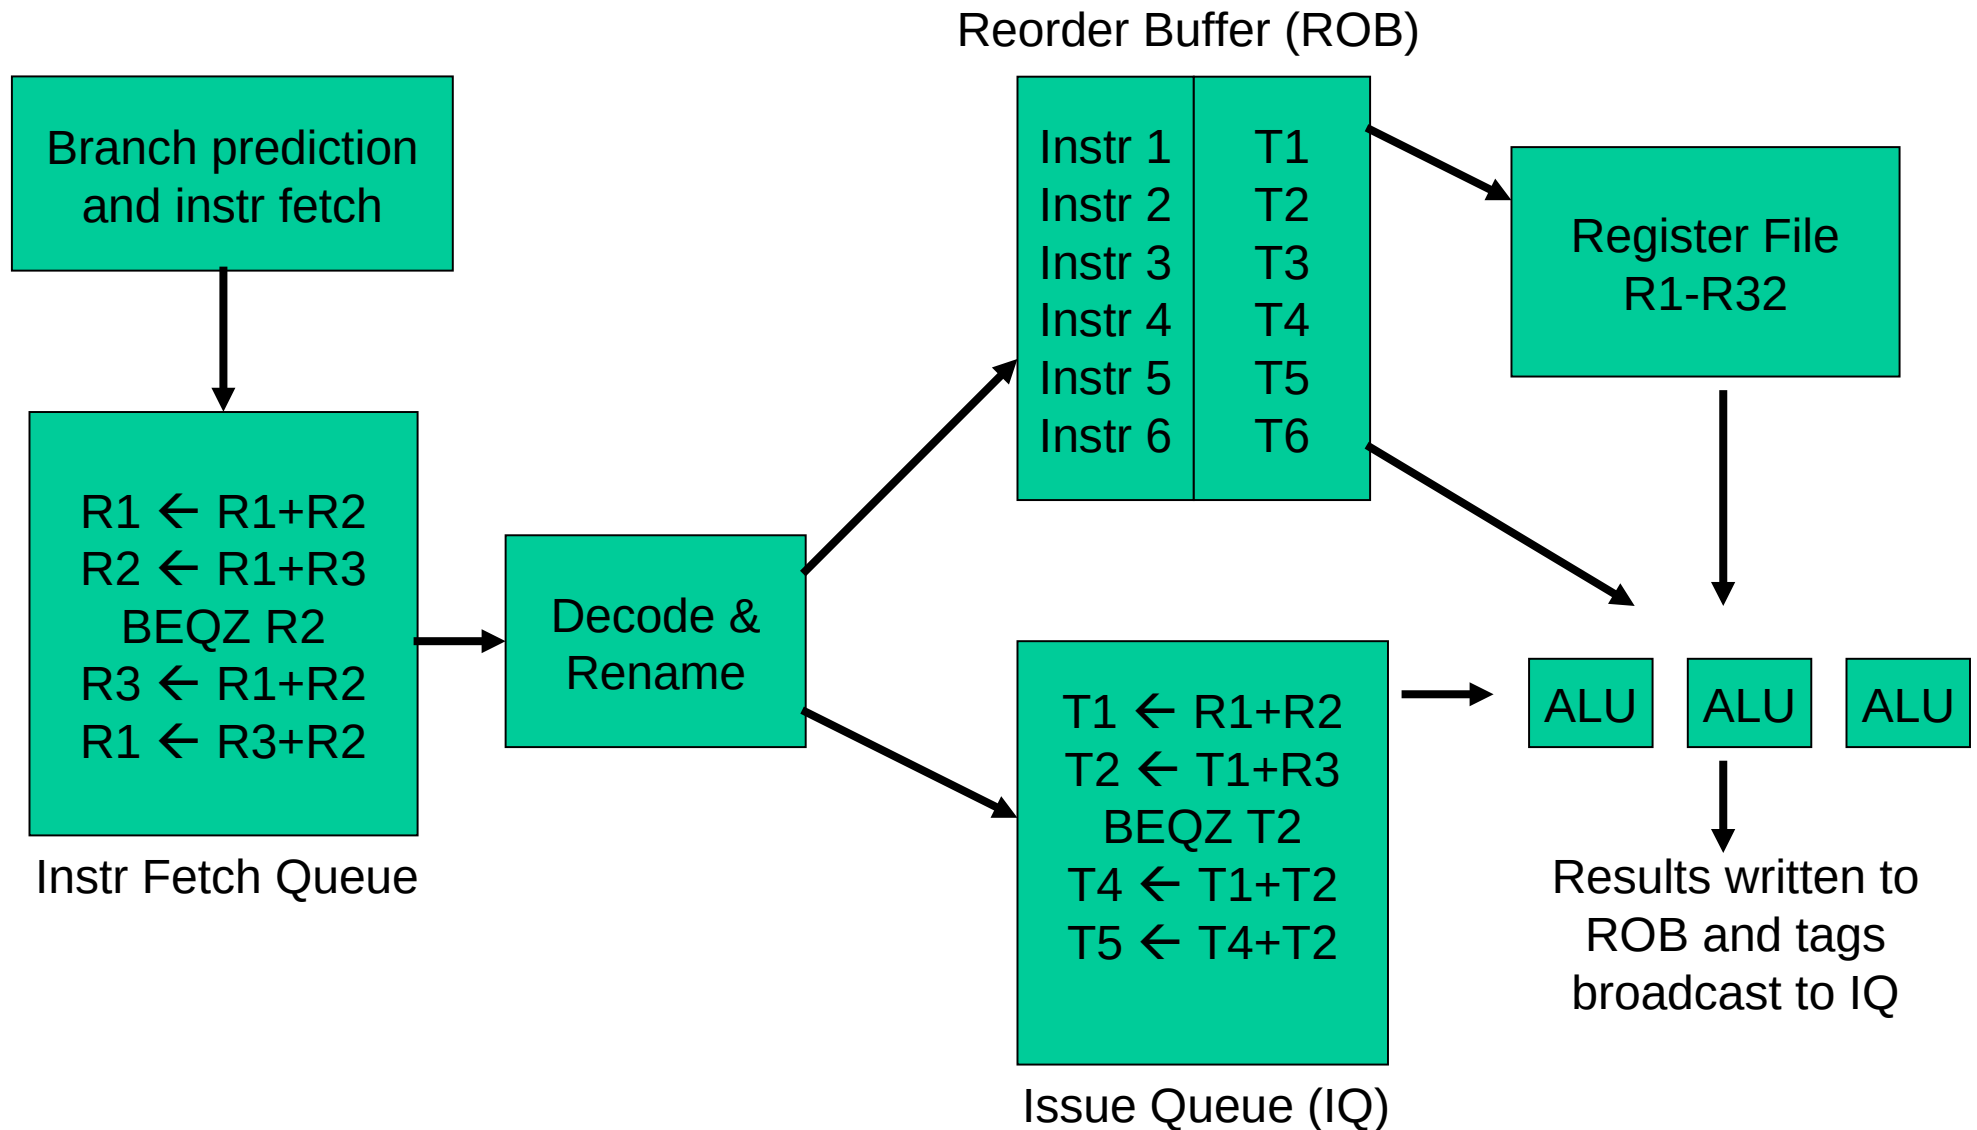 Reorder Buffer (ROB)
Branch prediction
and instr fetch
Instr 1 T1
Instr 2 T2
Instr 3 T3
Instr 4 T4
Instr 5 T5
Instr 6 T6
Register File
R1-R32
R1 ← R1+R2
R2 ← R1+R3
BEQZ R2
R3 ← R1+R2
R1 ← R3+R2
Instr Fetch Queue
Decode &
Rename
T1 ← R1+R2
T2 ← T1+R3
BEQZ T2
T4 ← T1+T2
T5 ← T4+T2
Issue Queue (IQ)
ALU ALU ALU
Results written to
ROB and tags
broadcast to IQ